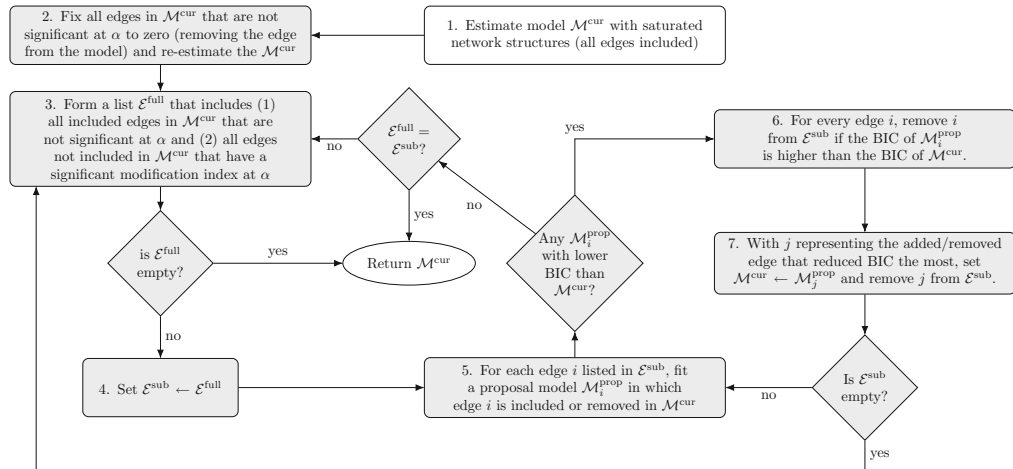 1. Estimate model 𝓜^cur with saturated
network structures (all edges included)
2. Fix all edges in 𝓜^cur that are not
significant at α to zero (removing the edge
from the model) and re-estimate the 𝓜^cur
3. Form a list 𝓔^full that includes (1)
all included edges in 𝓜^cur that are
not significant at α and (2) all edges
not included in 𝓜^cur that have a
significant modification index at α
is 𝓔^full
empty?
yes
no
Return 𝓜^cur
4. Set 𝓔^sub ← 𝓔^full
5. For each edge i listed in 𝓔^sub, fit
a proposal model 𝓜_i^prop in which
edge i is included or removed in 𝓜^cur
Any 𝓜_i^prop
with lower
BIC than
𝓜^cur?
no
yes
𝓔^full =
𝓔^sub?
no
yes
6. For every edge i, remove i
from 𝓔^sub if the BIC of 𝓜_i^prop
is higher than the BIC of 𝓜^cur.
7. With j representing the added/removed
edge that reduced BIC the most, set
𝓜^cur ← 𝓜_j^prop and remove j from 𝓔^sub.
Is 𝓔^sub
empty?
no
yes